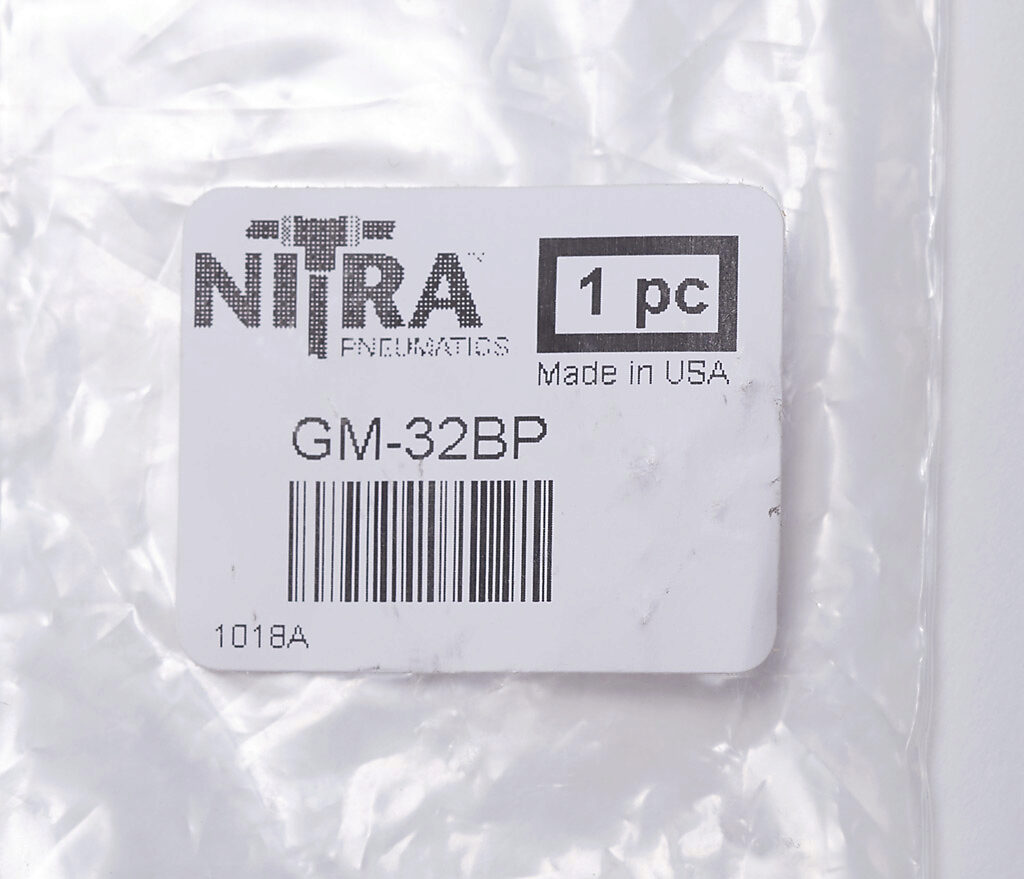 NITRA™
PNEUMATICS
1 pc
Made in USA
GM-32BP
1018A